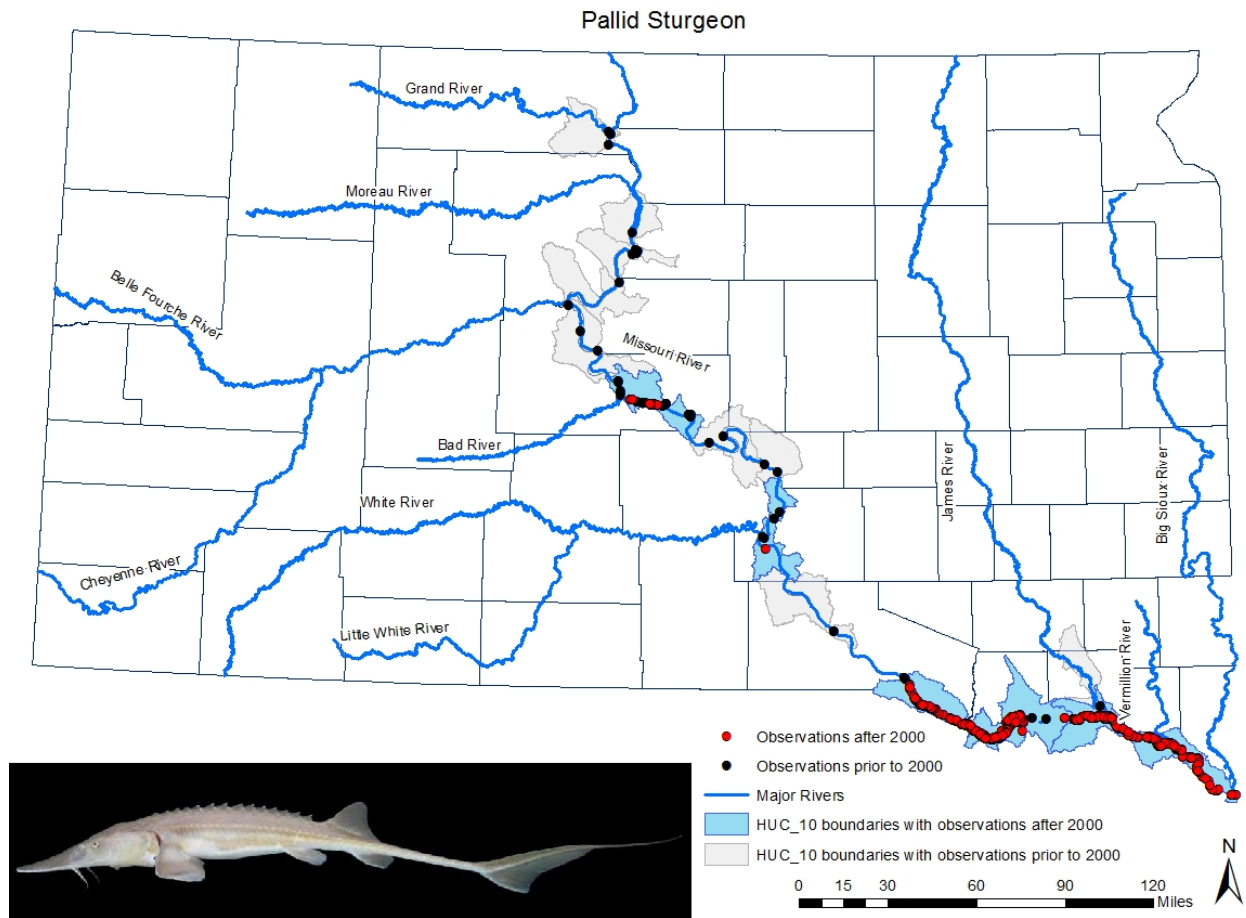 Pallid Sturgeon
Grand River
Moreau River
Belle Fourche River
Missouri River
Bad River
White River
Cheyenne River
Little White River
James River
Big Sioux River
Vermillion River
Observations after 2000
Observations prior to 2000
Major Rivers
HUC_10 boundaries with observations after 2000
HUC_10 boundaries with observations prior to 2000
N
0 15 30 60 90 120
Miles